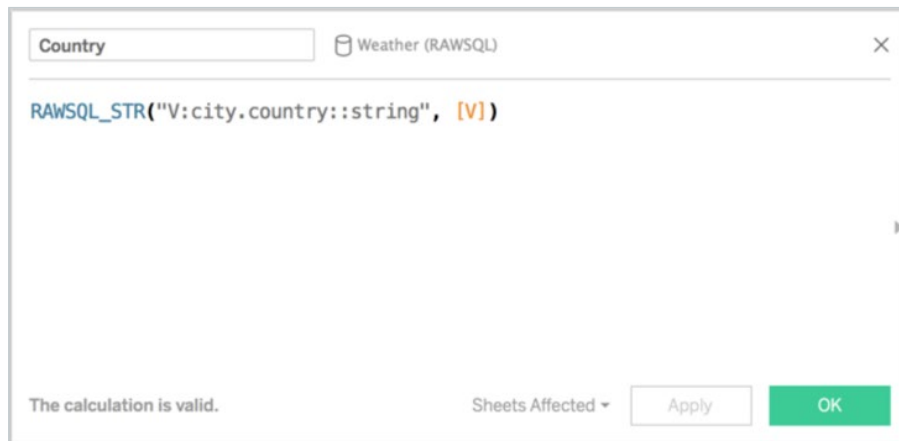 Country Weather (RAWSQL)
RAWSQL_STR("V:city.country::string", [V])
The calculation is valid. Sheets Affected Apply OK